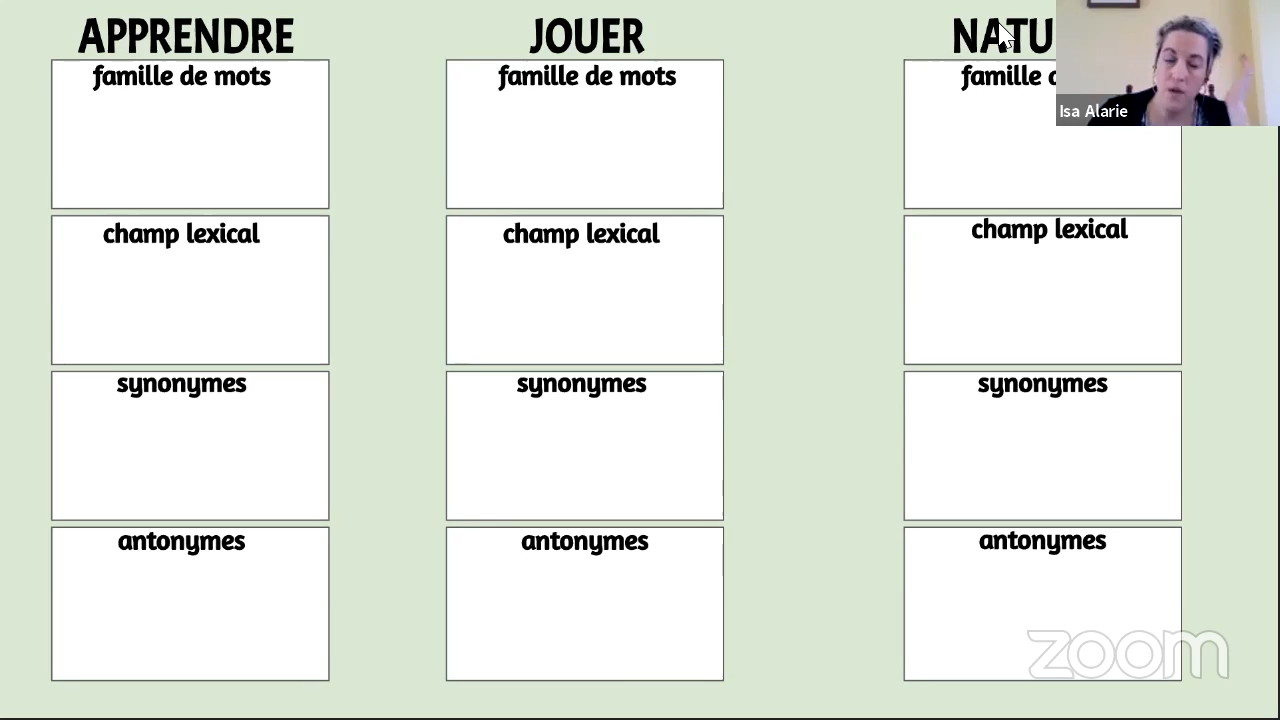 APPRENDRE
famille de mots
champ lexical
synonymes
antonymes
JOUER
famille de mots
champ lexical
synonymes
antonymes
NATU
famille
champ lexical
synonymes
antonymes
Isa Alarie
zoom